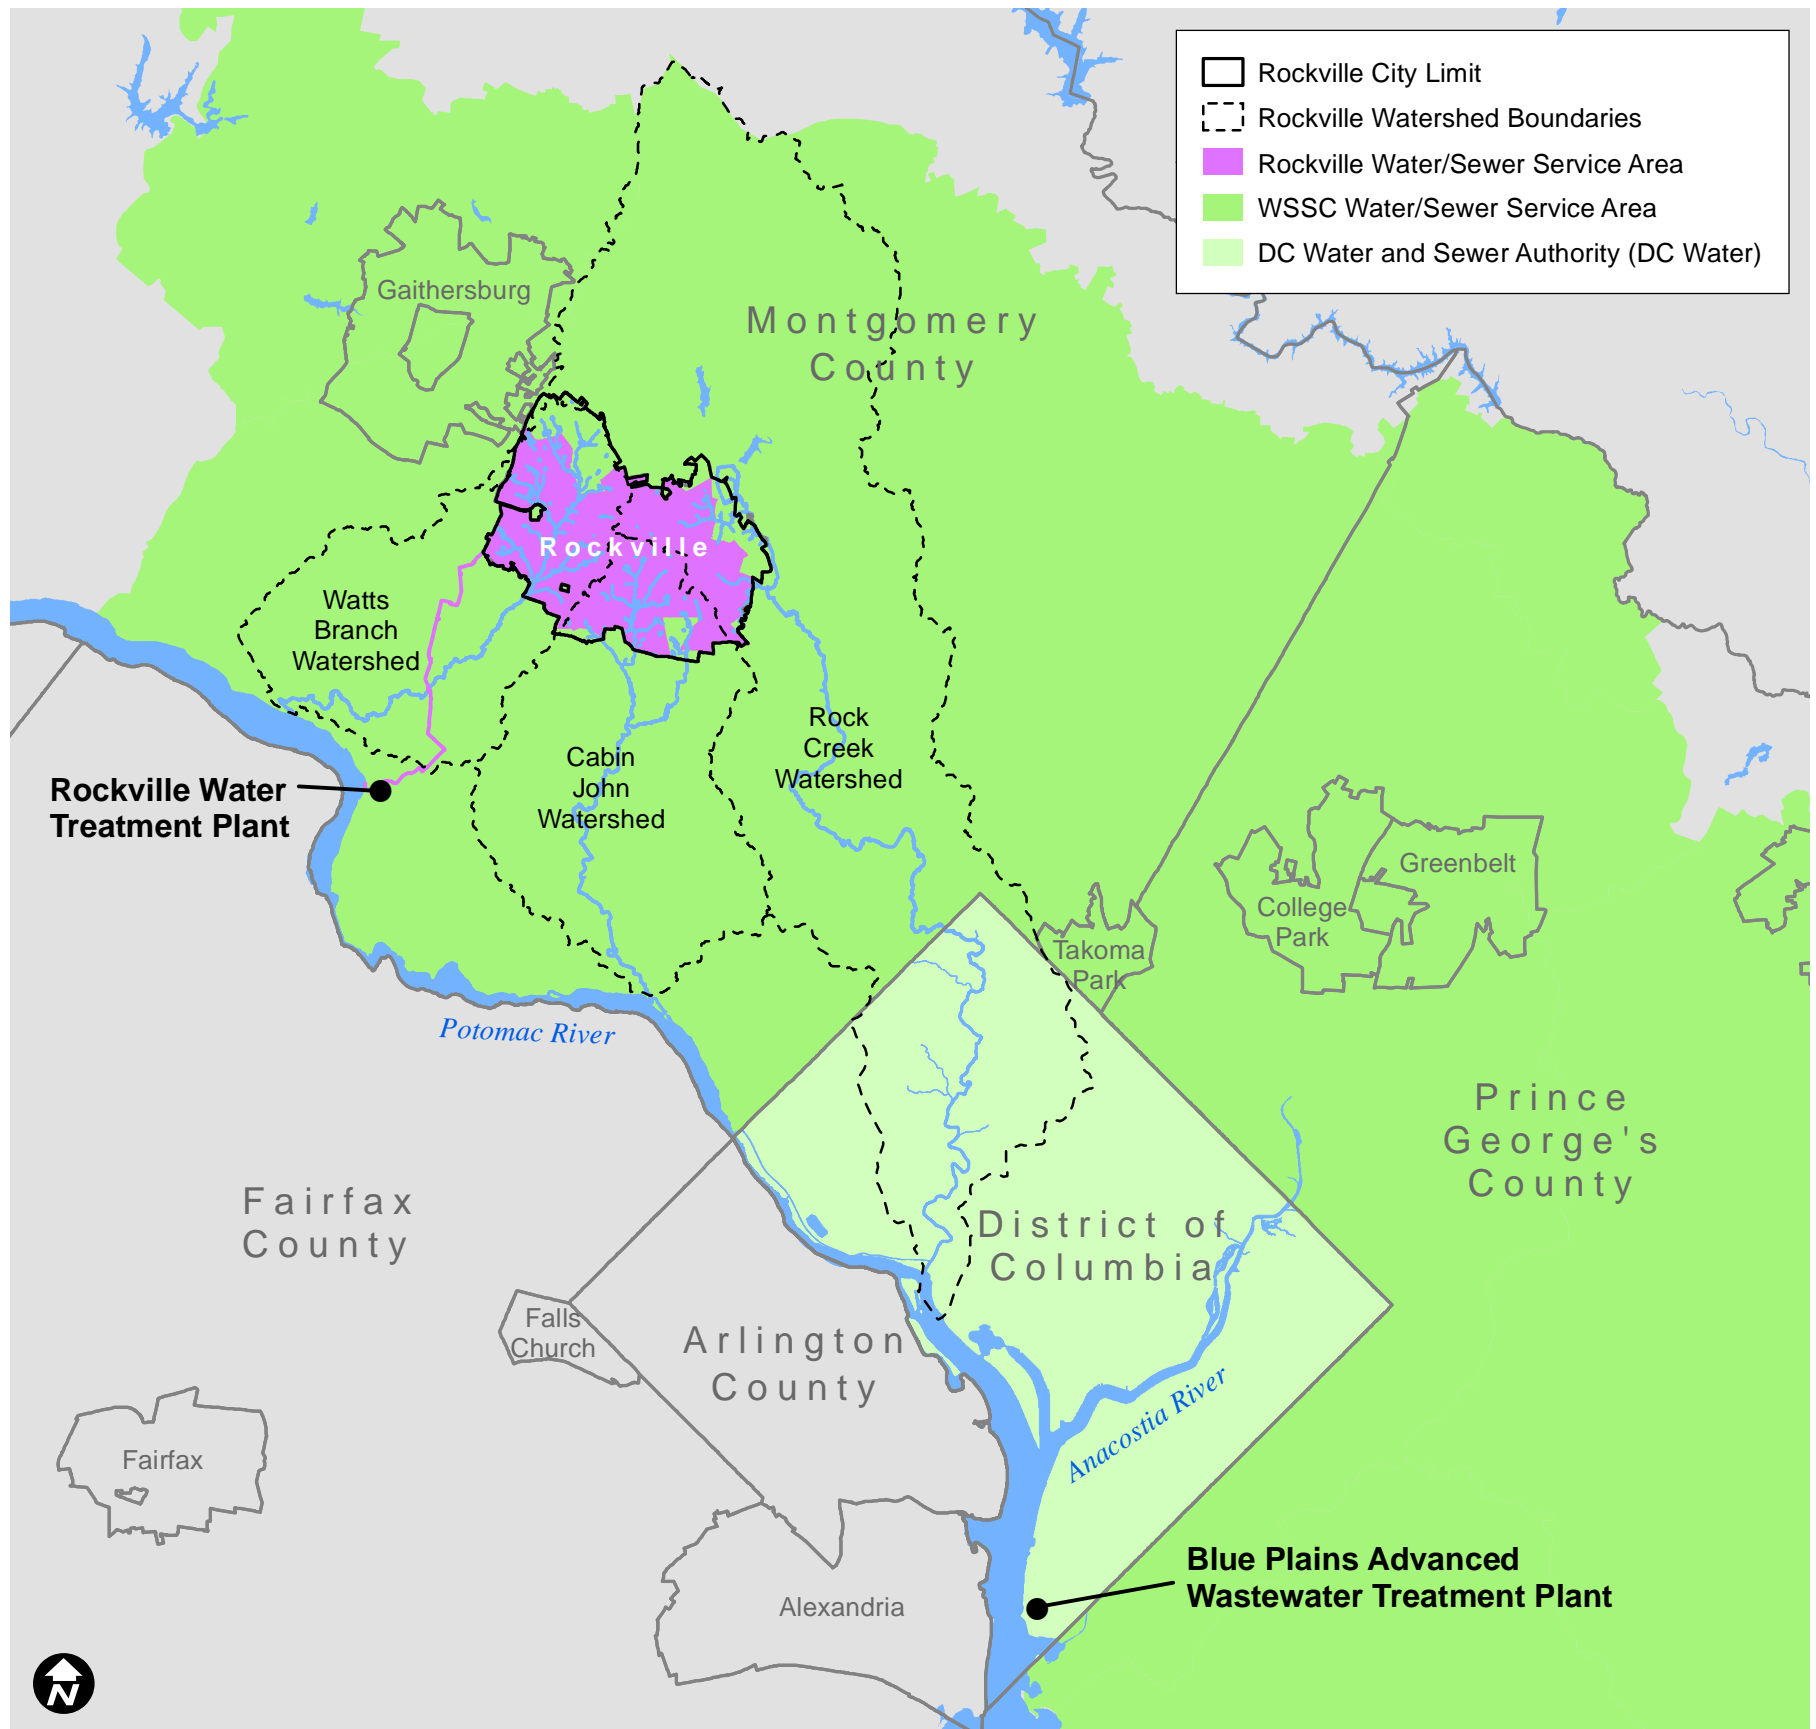 Rockville City Limit
Rockville Watershed Boundaries
Rockville Water/Sewer Service Area
WSSC Water/Sewer Service Area
DC Water and Sewer Authority (DC Water)
Gaithersburg
Montgomery
County
Rockville
Watts
Branch
Watershed
Rock
Creek
Watershed
Cabin
John
Watershed
Rockville Water
Treatment Plant
Greenbelt
College
Park
Takoma
Park
Potomac River
Prince
George's
County
Fairfax
County
District of
Columbia
Falls
Church
Arlington
County
Anacostia River
Fairfax
Blue Plains Advanced
Wastewater Treatment Plant
Alexandria
N